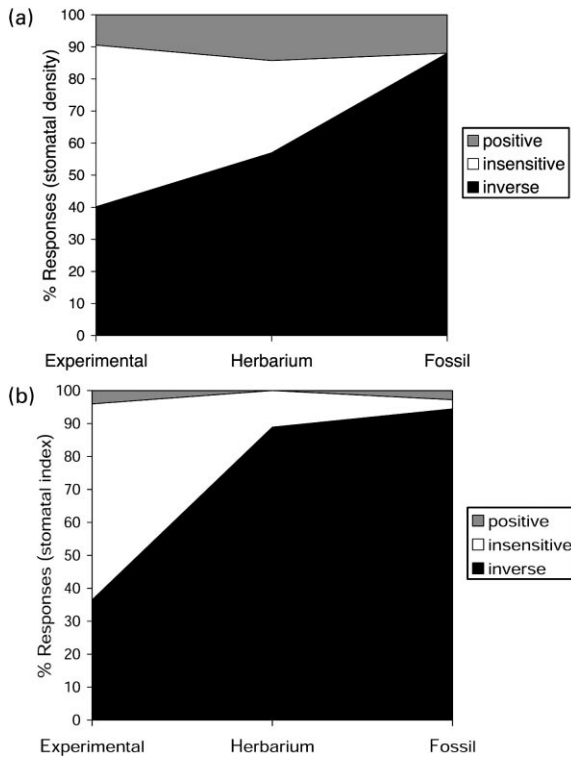 (a)
% Responses (stomatal density)
100
90
80
70
60
50
40
30
20
10
0
Experimental Herbarium Fossil
positive
insensitive
inverse
(b)
% Responses (stomatal index)
100
90
80
70
60
50
40
30
20
10
0
Experimental Herbarium Fossil
positive
insensitive
inverse